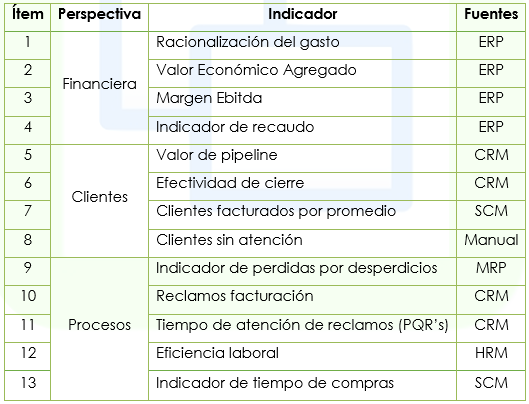 Ítem Perspectiva Indicador Fuentes
1 Racionalización del gasto ERP
2 Valor Económico Agregado ERP
Financiera
3 Margen Ebitda ERP
4 Indicador de recaudo ERP
5 Valor de pipeline CRM
6 Efectividad de cierre CRM
Clientes
7 Clientes facturados por promedio SCM
8 Clientes sin atención Manual
9 Indicador de perdidas por desperdicios MRP
10 Reclamos facturación CRM
11 Procesos Tiempo de atención de reclamos (PQR's) CRM
12 Eficiencia laboral HRM
13 Indicador de tiempo de compras SCM